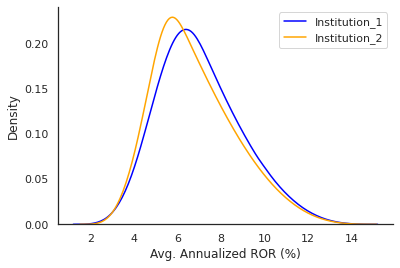 Institution_1
Institution_2
0.20
0.15
0.10
0.05
0.00
Density
2 4 6 8 10 12 14
Avg. Annualized ROR (%)